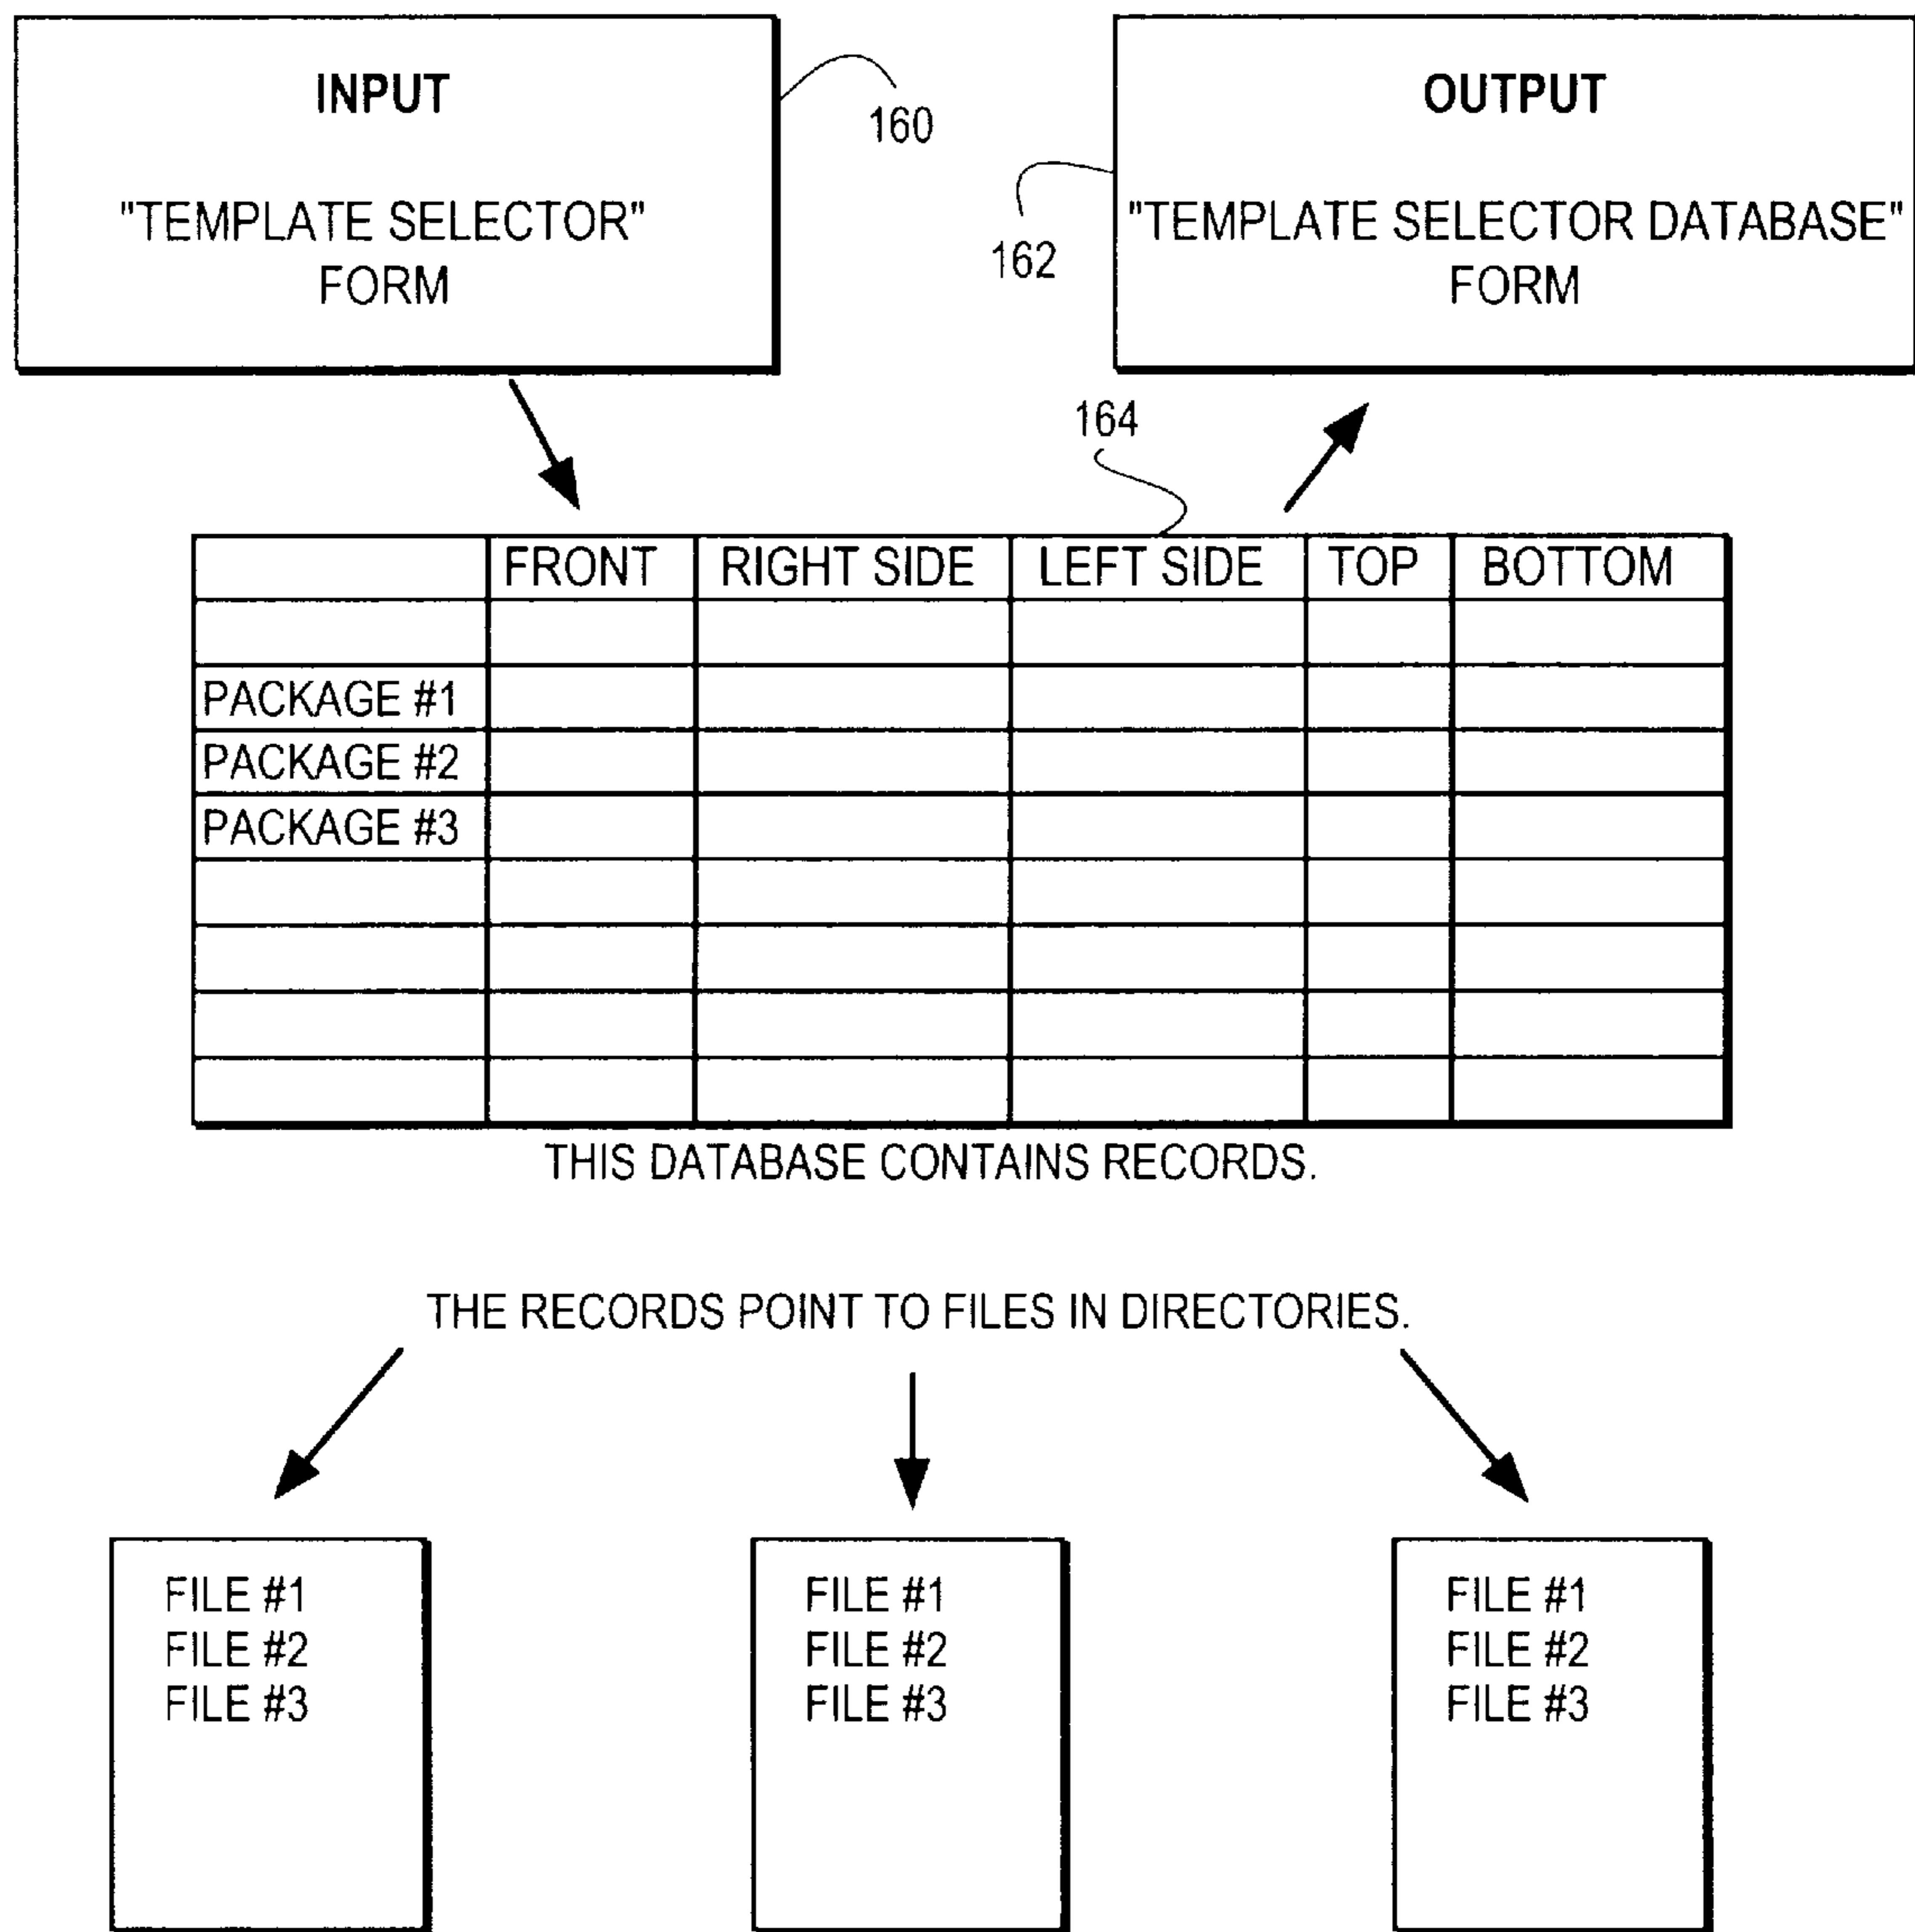 INPUT
"TEMPLATE SELECTOR"
FORM
160
OUTPUT
"TEMPLATE SELECTOR DATABASE"
FORM
162
164
FRONT RIGHT SIDE LEFT SIDE TOP BOTTOM
PACKAGE #1
PACKAGE #2
PACKAGE #3
THIS DATABASE CONTAINS RECORDS.
THE RECORDS POINT TO FILES IN DIRECTORIES.
FILE #1
FILE #2
FILE #3
FILE #1
FILE #2
FILE #3
FILE #1
FILE #2
FILE #3